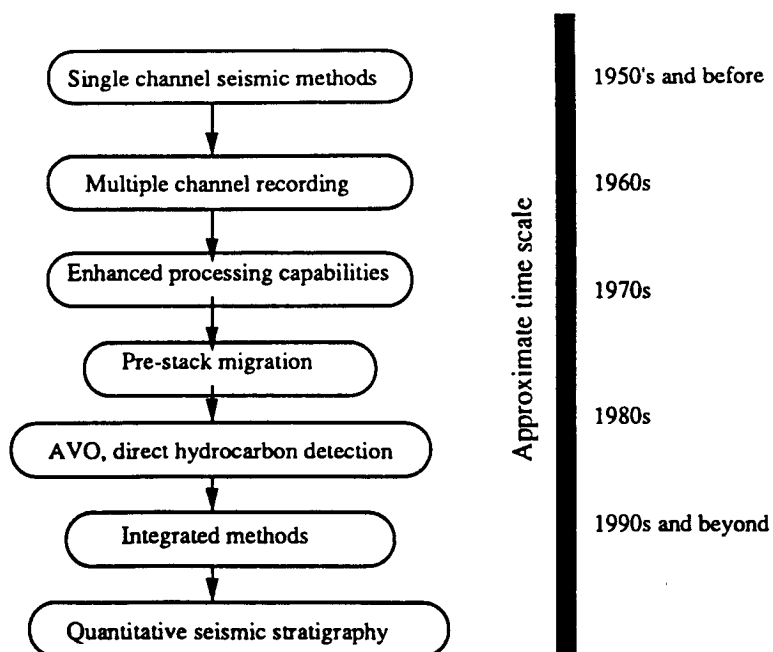 Single channel seismic methods
1950's and before
Multiple channel recording
1960s
Enhanced processing capabilities
1970s
Pre-stack migration
AVO, direct hydrocarbon detection
1980s
Integrated methods
1990s and beyond
Quantitative seismic stratigraphy
Approximate time scale